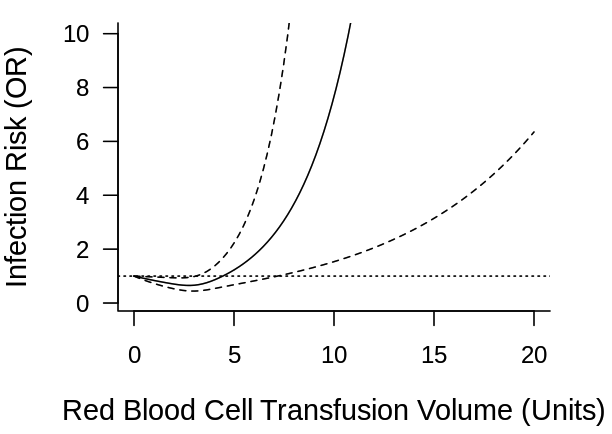 Infection Risk (OR)
10
8
6
4
2
0
0 5 10 15 20
Red Blood Cell Transfusion Volume (Units)